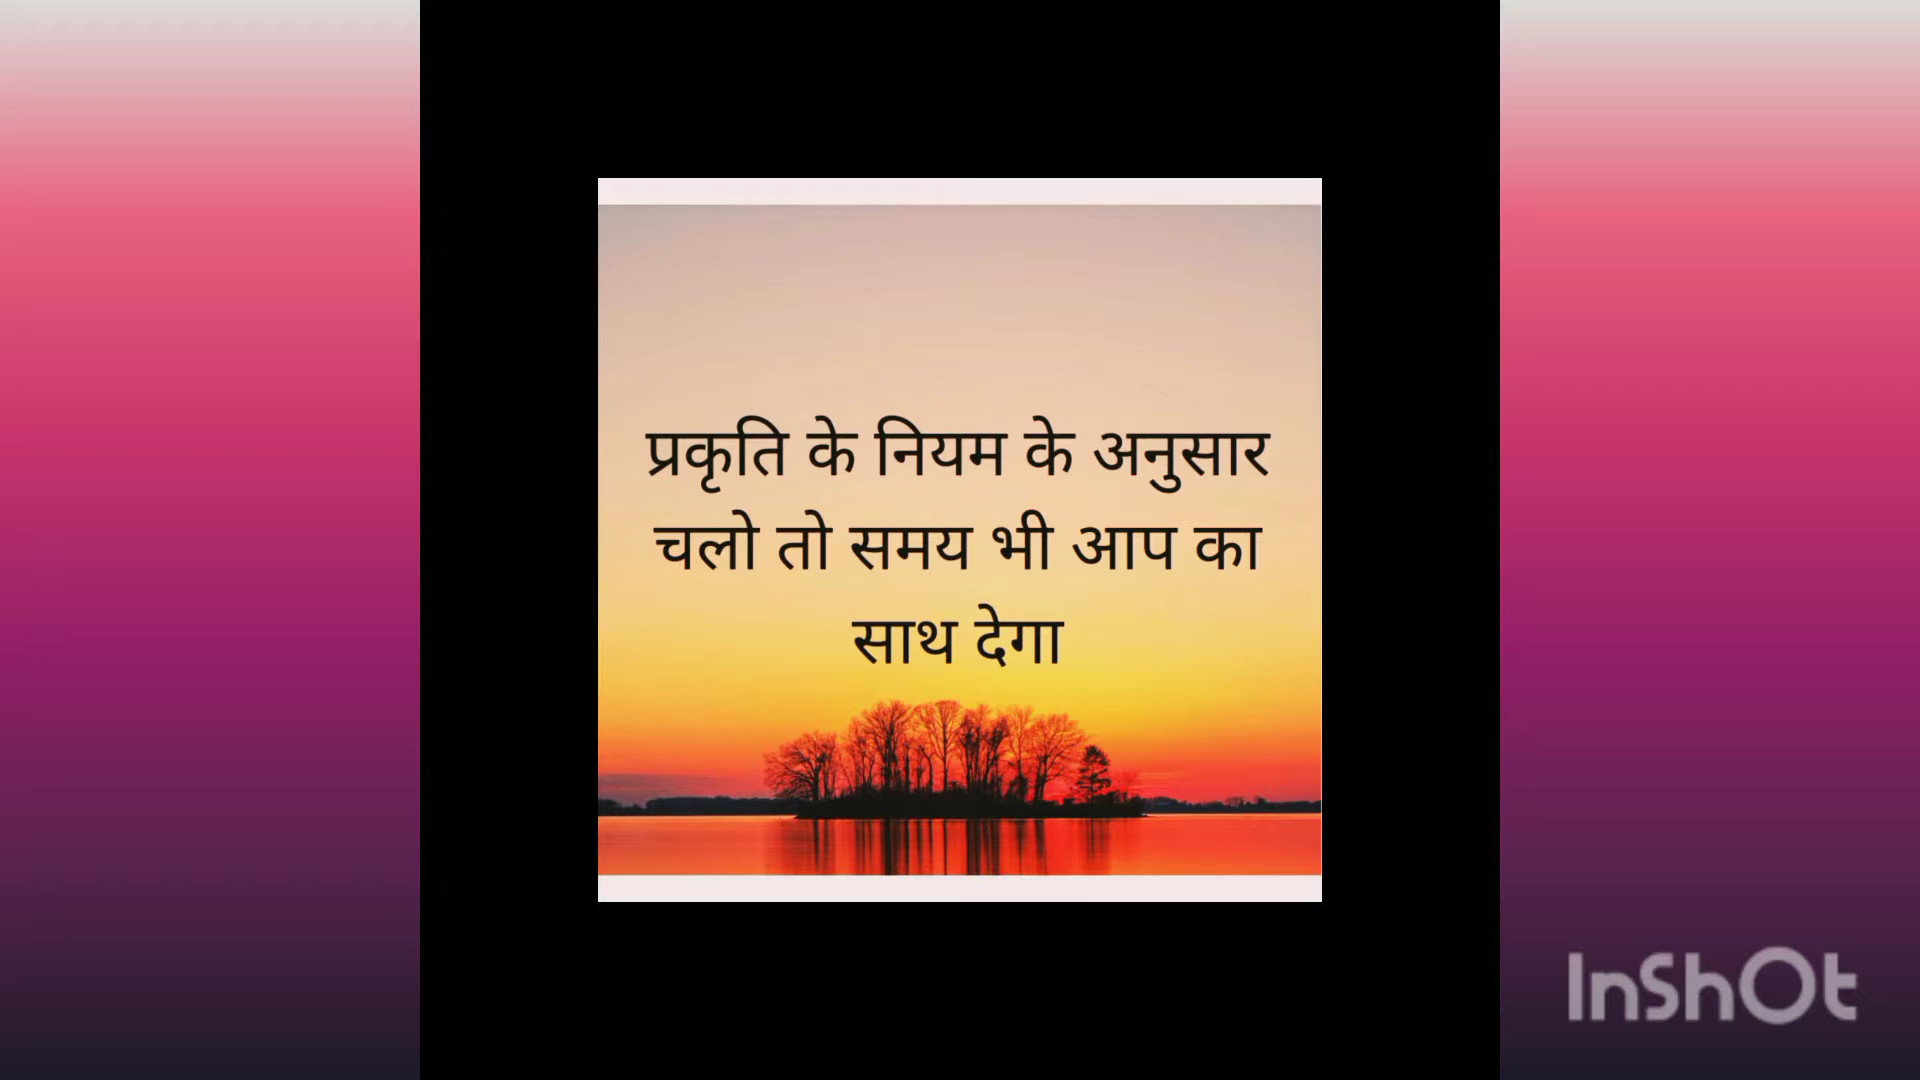 प्रकृति के नियम के अनुसार
चलो तो समय भी आप का
साथ देगा
InShOt